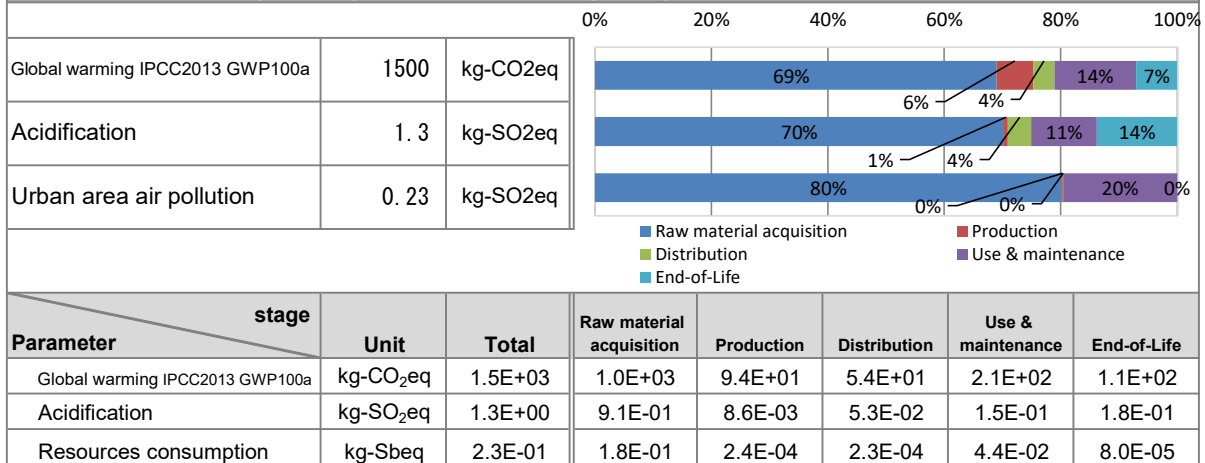 0% 20% 40% 60% 80% 100%
Global warming IPCC2013 GWP100a 1500 kg-CO2eq 69% 14% 7%
6% 4%
Acidification 1.3 kg-SO2eq 70% 11% 14%
1% 4%
Urban area air pollution 0.23 kg-SO2eq 80% 20% 0%
0% 0%
Raw material acquisition Production
Distribution Use & maintenance
End-of-Life
stage
Parameter Unit Total Raw material acquisition Production Distribution Use & maintenance End-of-Life
Global warming IPCC2013 GWP100a kg-CO₂eq 1.5E+03 1.0E+03 9.4E+01 5.4E+01 2.1E+02 1.1E+02
Acidification kg-SO₂eq 1.3E+00 9.1E-01 8.6E-03 5.3E-02 1.5E-01 1.8E-01
Resources consumption kg-Sbeq 2.3E-01 1.8E-01 2.4E-04 2.3E-04 4.4E-02 8.0E-05